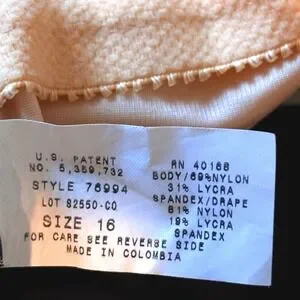 U.S. PATENT
NO. 5,359,732
STYLE 76994
LOT 82550-CO
SIZE 16
RN 40168
BODY/69%NYLON
31% LYCRA
SPANDEX/DRAPE
81% NYLON
19% LYCRA
SPANDEX
FOR CARE SEE REVERSE SIDE
MADE IN COLOMBIA